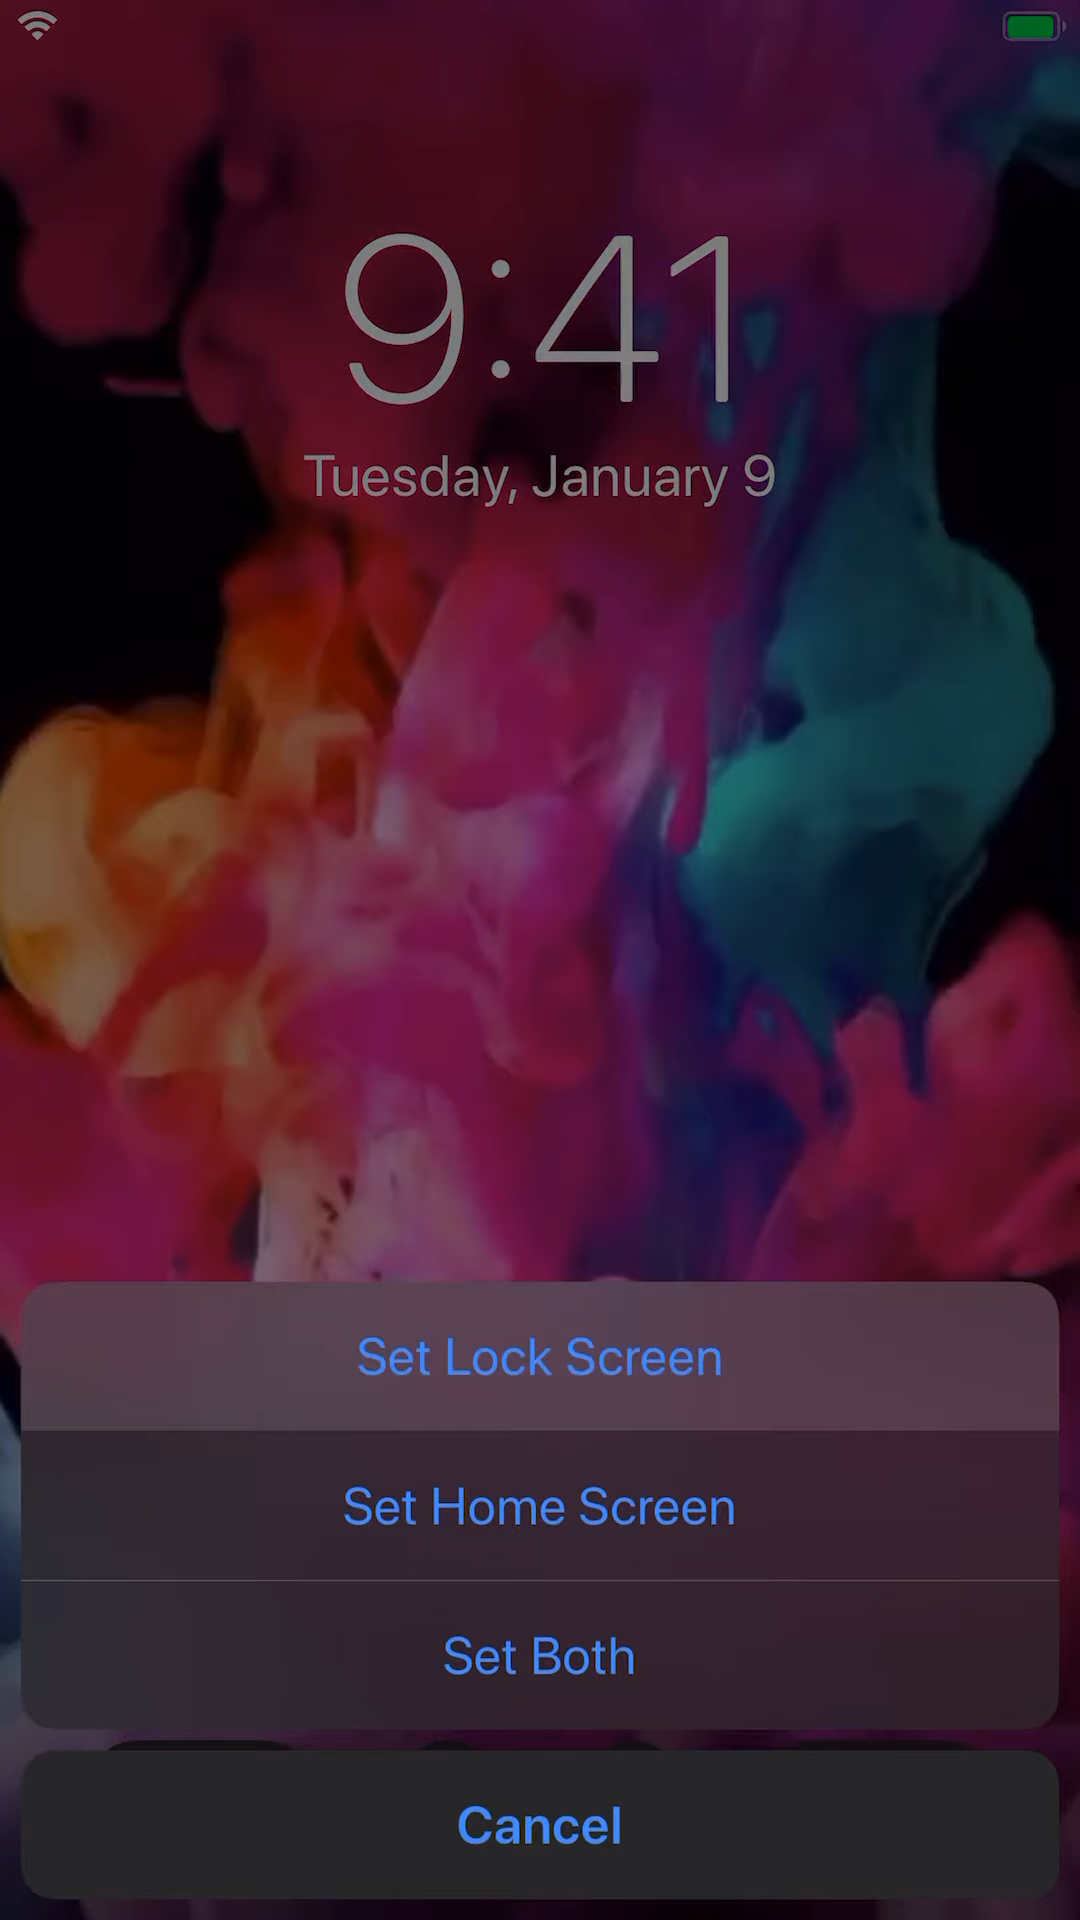 9:41
Tuesday, January 9
Set Lock Screen
Set Home Screen
Set Both
Cancel